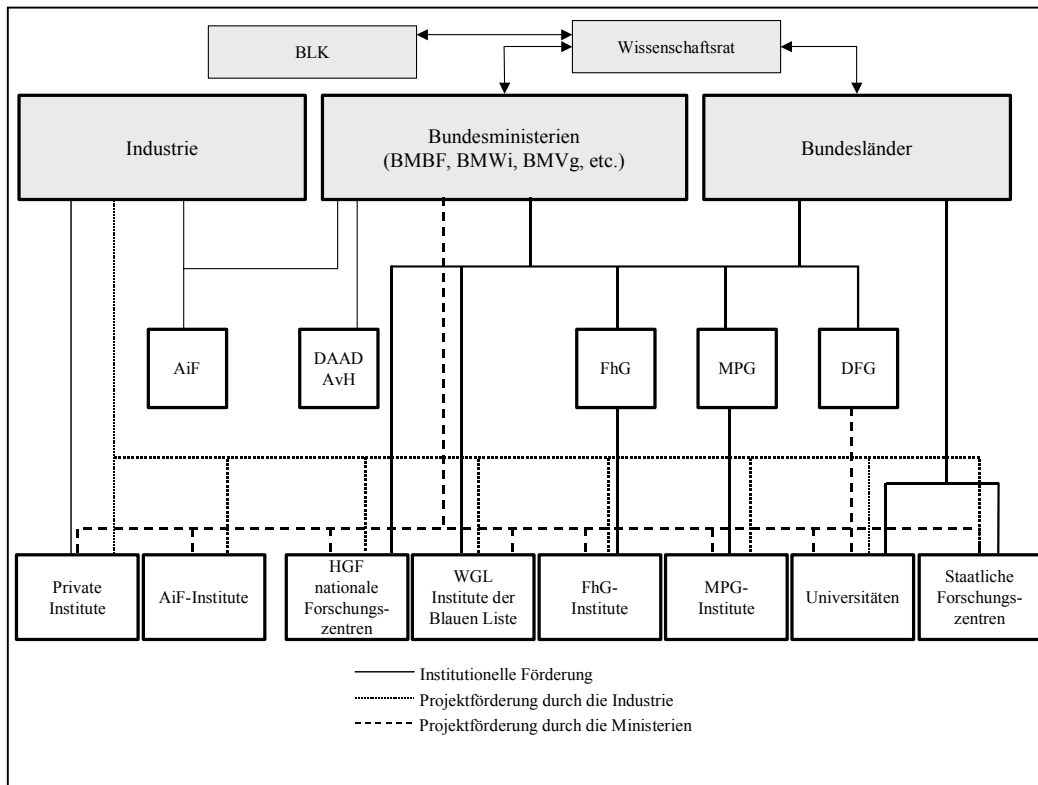 BLK
Wissenschaftsrat
Industrie
Bundesministerien
(BMBF, BMWi, BMVg, etc.)
Bundesländer
AiF
DAAD
AvH
FhG
MPG
DFG
Private
Institute
AiF-Institute
HGF
nationale
Forschungs-
zentren
WGL
Institute der
Blauen Liste
FhG-
Institute
MPG-
Institute
Universitäten
Staatliche
Forschungs-
zentren
Institutionelle Förderung
Projektförderung durch die Industrie
Projektförderung durch die Ministerien